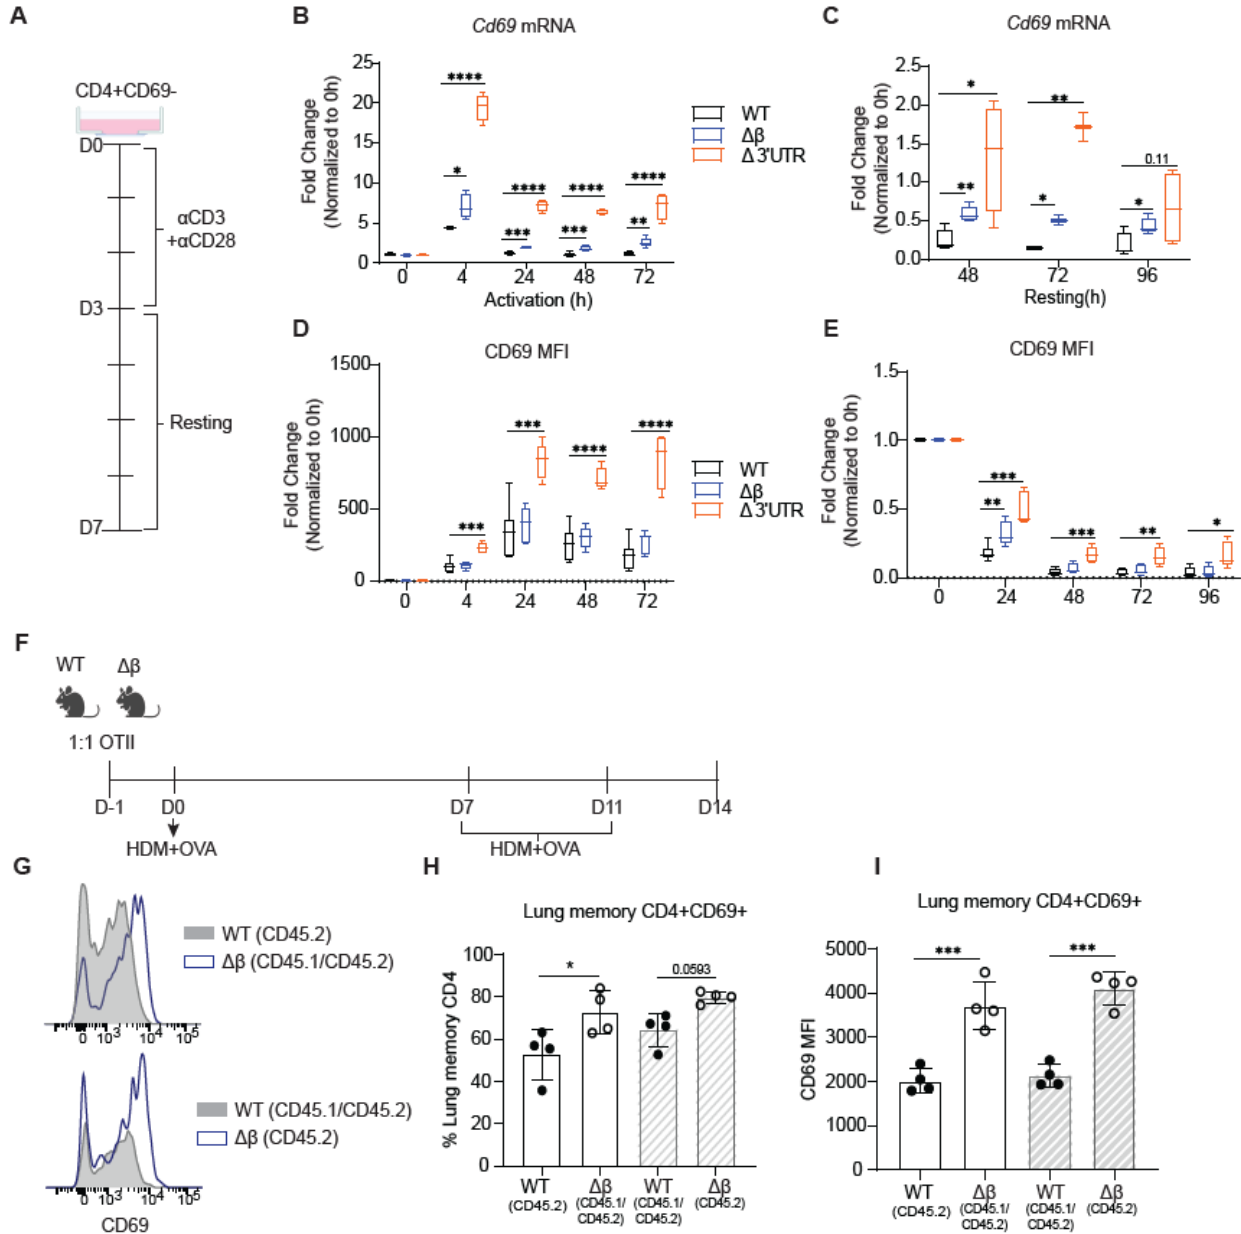 A
CD4+CD69-
D0
αCD3
+αCD28
D3
Resting
D7
B
Cd69 mRNA
Fold Change
(Normalized to 0h)
25
20
15
10
5
0
****
*
****
***
****
***
****
**
0 4 24 48 72
Activation (h)
WT
Δβ
Δ 3'UTR
C
Cd69 mRNA
Fold Change
(Normalized to 0h)
2.5
2.0
1.5
1.0
0.5
0.0
*
**
**
*
0.11
*
48 72 96
Resting(h)
D
CD69 MFI
Fold Change
(Normalized to 0h)
1500
1000
500
0
***
***
****
****
0 4 24 48 72
WT
Δβ
Δ 3'UTR
E
CD69 MFI
Fold Change
(Normalized to 0h)
1.5
1.0
0.5
0.0
***
**
***
**
*
0 24 48 72 96
F
WT Δβ
1:1 OTII
D-1 D0 D7 D11 D14
HDM+OVA HDM+OVA
G
WT (CD45.2)
Δβ (CD45.1/CD45.2)
0 10³ 10⁴ 10⁵
WT (CD45.1/CD45.2)
Δβ (CD45.2)
0 10³ 10⁴ 10⁵
CD69
H
Lung memory CD4+CD69+
% Lung memory CD4
100
80
60
40
20
0
*
0.0593
WT Δβ WT Δβ
(CD45.2) (CD45.1/ (CD45.1/ (CD45.2)
CD45.2) CD45.2)
I
Lung memory CD4+CD69+
CD69 MFI
5000
4000
3000
2000
1000
0
***
***
WT Δβ WT Δβ
(CD45.2) (CD45.1/ (CD45.1/ (CD45.2)
CD45.2) CD45.2)